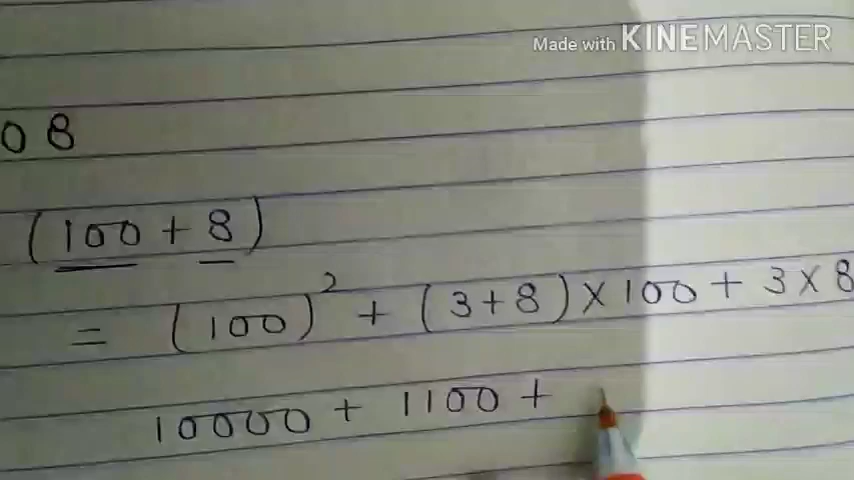 Made with KINEMASTER
08
(100 + 8)
= (100)² + (3+8) × 100 + 3 × 8
10000 + 1100 +